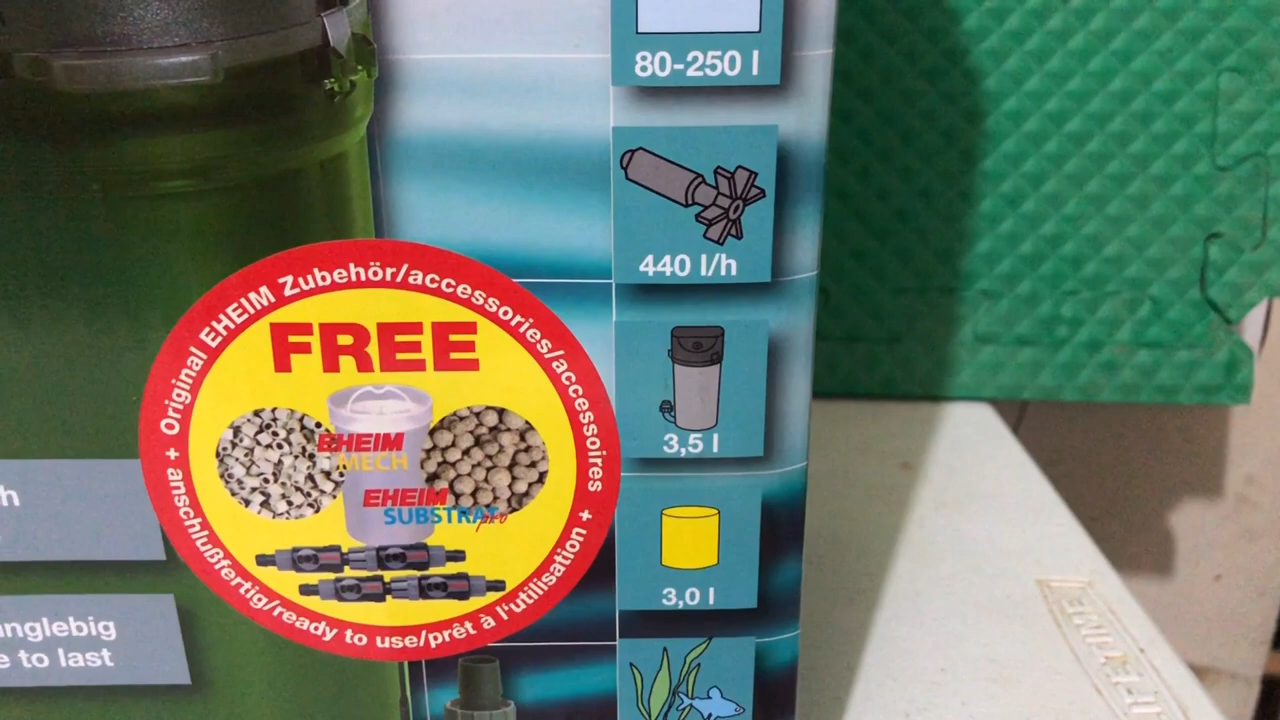 80-250 l
440 l/h
3,5 l
3,0 l
Original EHEIM Zubehör/accessories/accessoires
FREE
EHEIM
MECH
EHEIM
SUBSTRAT pro
+ anschlußfertig/ready to use/prêt à l'utilisation +
h
anglebig
e to last